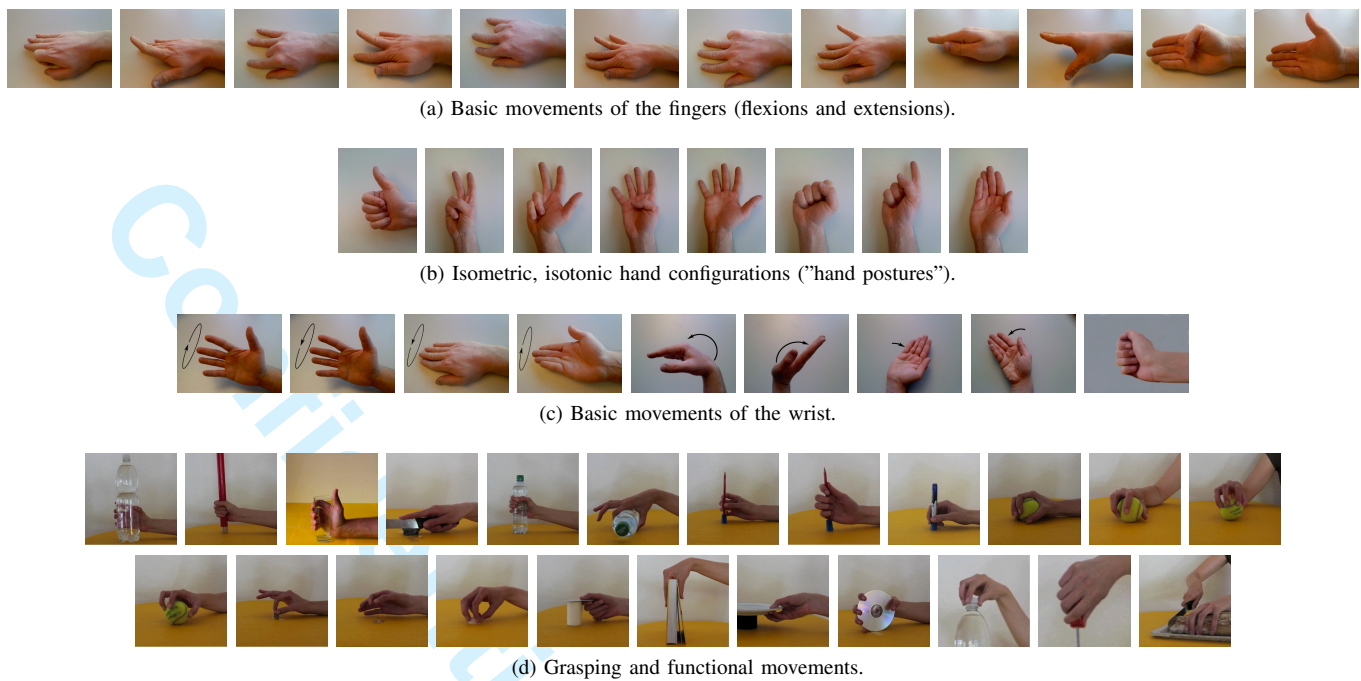 (a) Basic movements of the fingers (flexions and extensions).
(b) Isometric, isotonic hand configurations (”hand postures”).
(c) Basic movements of the wrist.
(d) Grasping and functional movements.